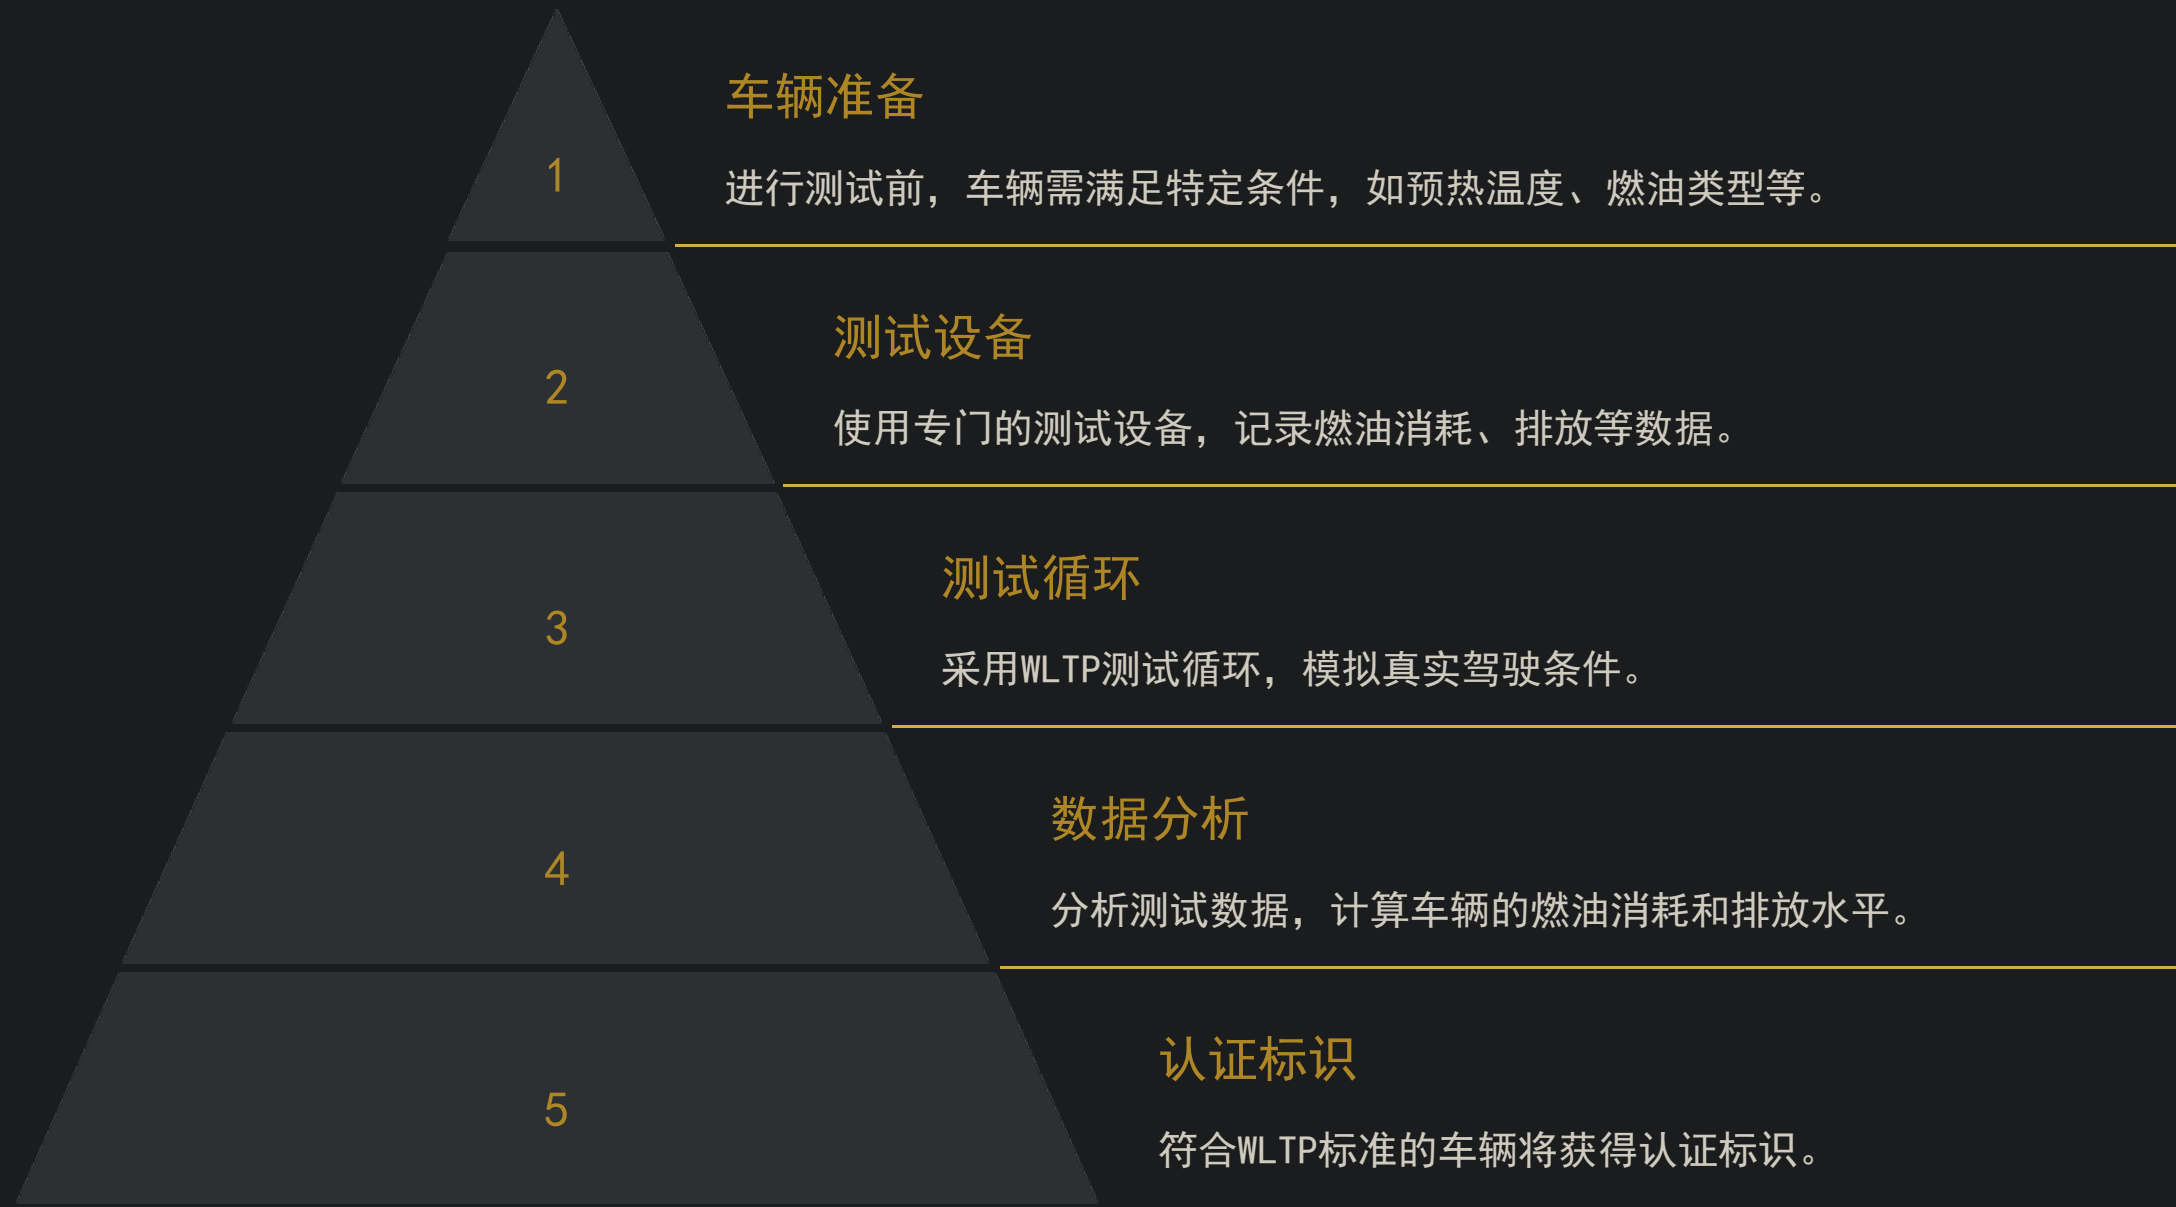 车辆准备
1
进行测试前，车辆需满足特定条件，如预热温度、燃油类型等。
测试设备
2
使用专门的测试设备，记录燃油消耗、排放等数据。
测试循环
3
采用WLTP测试循环，模拟真实驾驶条件。
数据分析
4
分析测试数据，计算车辆的燃油消耗和排放水平。
认证标识
5
符合WLTP标准的车辆将获得认证标识。